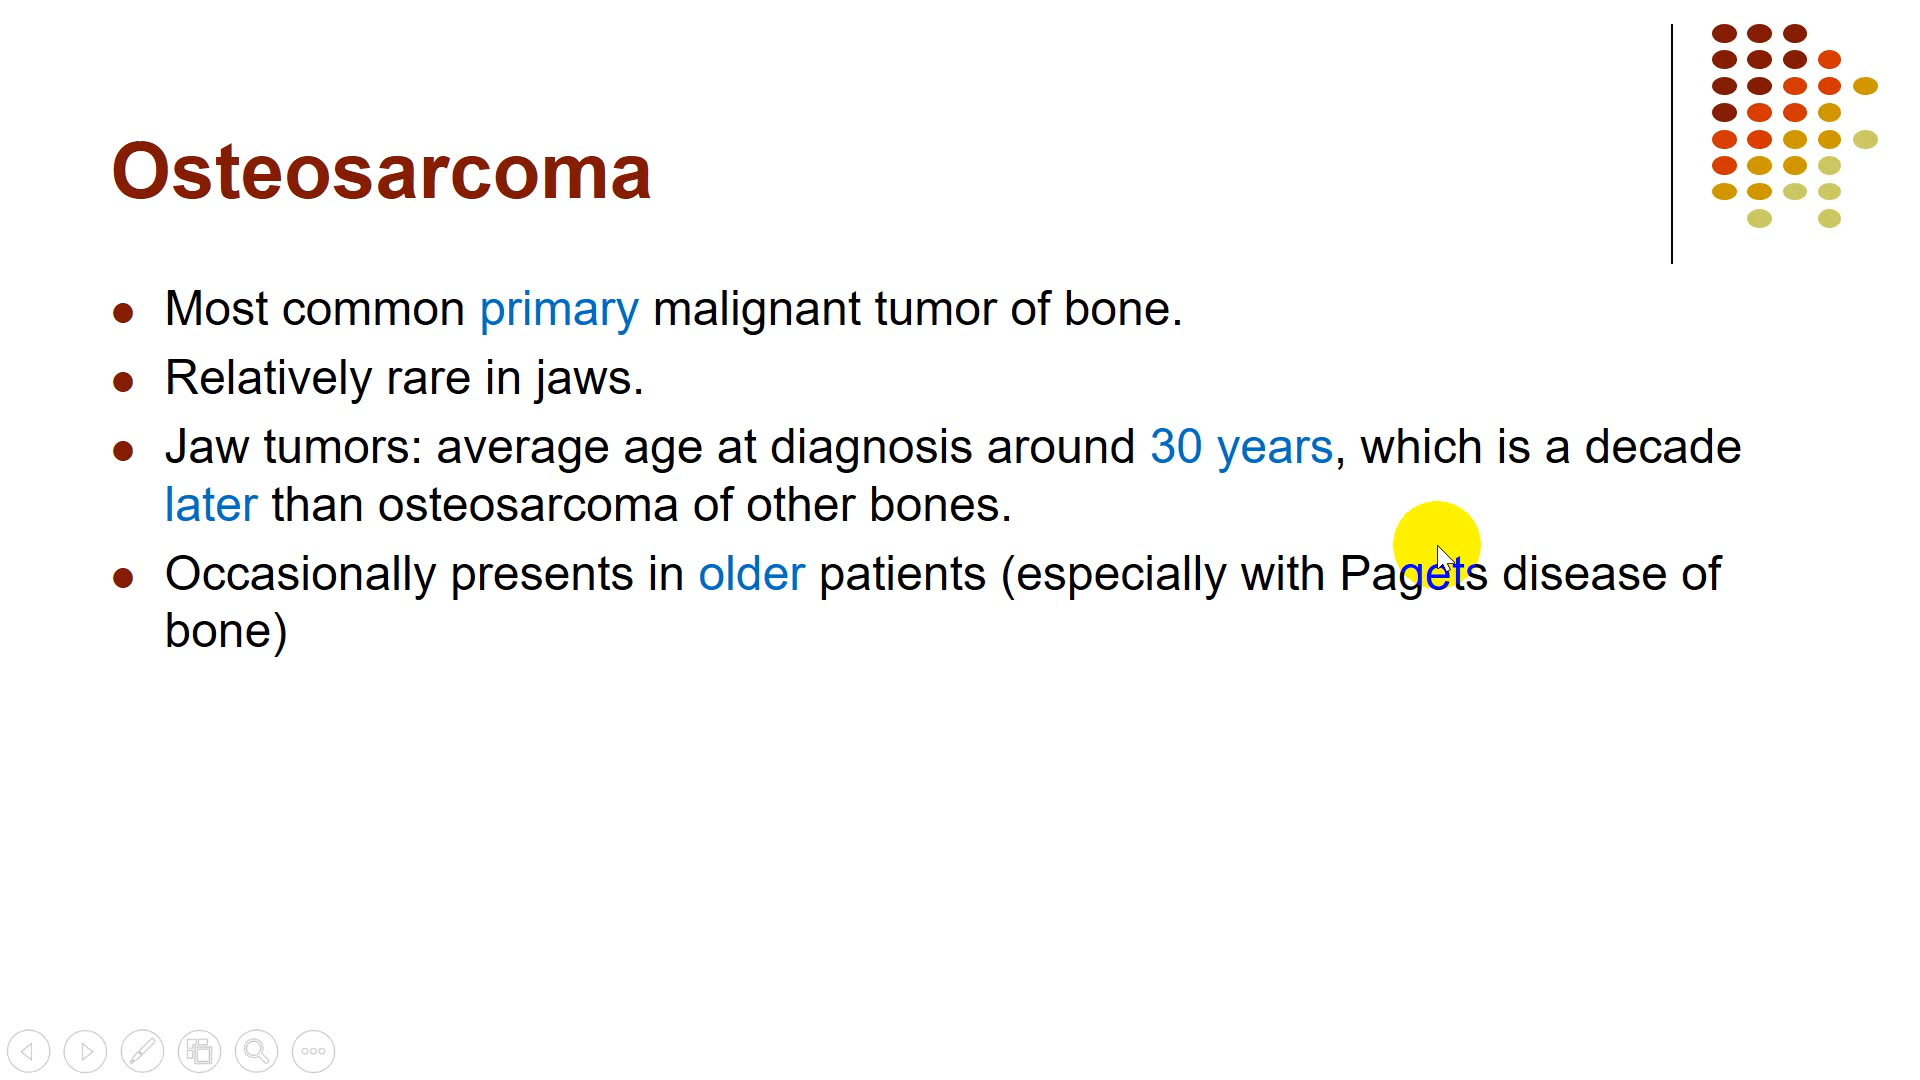 Osteosarcoma
Most common primary malignant tumor of bone.
Relatively rare in jaws.
Jaw tumors: average age at diagnosis around 30 years, which is a decade
later than osteosarcoma of other bones.
Occasionally presents in older patients (especially with Pagets disease of
bone)